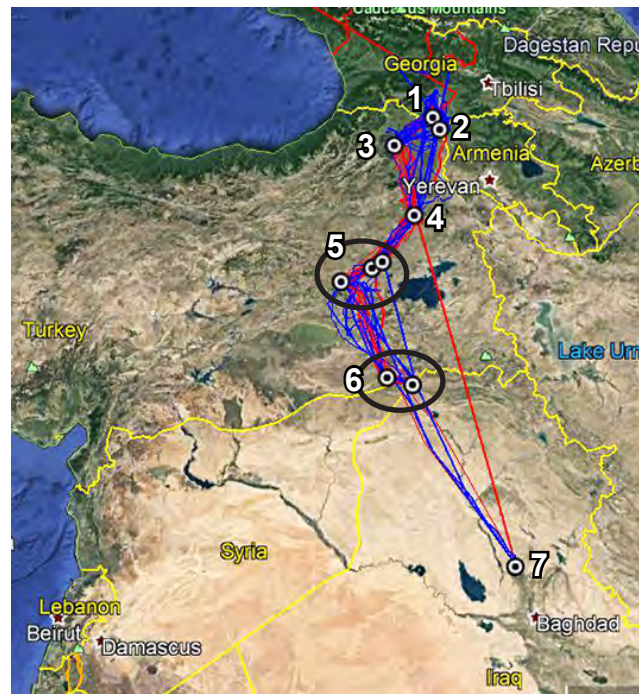 Caucasus Mountains
Dagestan Repu
Georgia
Tbilisi
1
2
3
Armenia
Azerb
Yerevan
4
5
Turkey
Lake Urm
6
Syria
7
Lebanon
Beirut
Damascus
Baghdad
Iraq